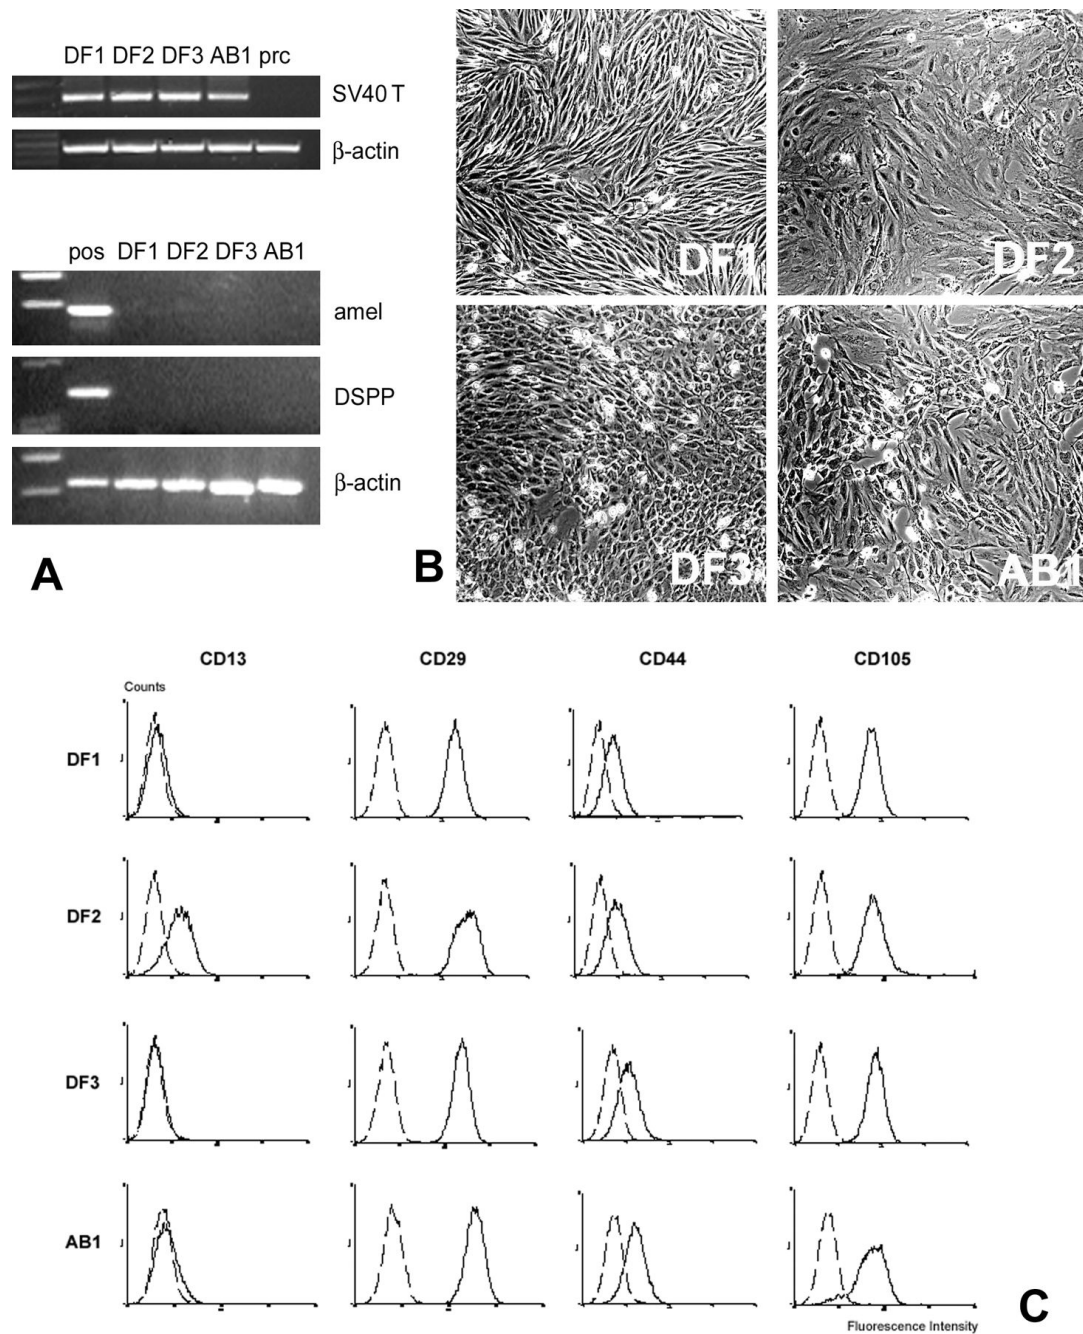 DF1 DF2 DF3 AB1 prc
SV40 T
β-actin
pos DF1 DF2 DF3 AB1
amel
DSPP
β-actin
A
DF1
DF2
DF3
AB1
B
CD13 CD29 CD44 CD105
Counts
DF1
DF2
DF3
AB1
Fluorescence Intensity
C